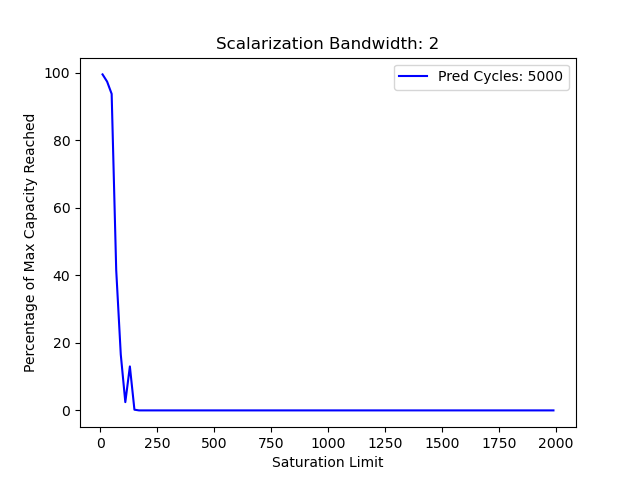 Scalarization Bandwidth: 2
Pred Cycles: 5000
Percentage of Max Capacity Reached
100
80
60
40
20
0
0 250 500 750 1000 1250 1500 1750 2000
Saturation Limit